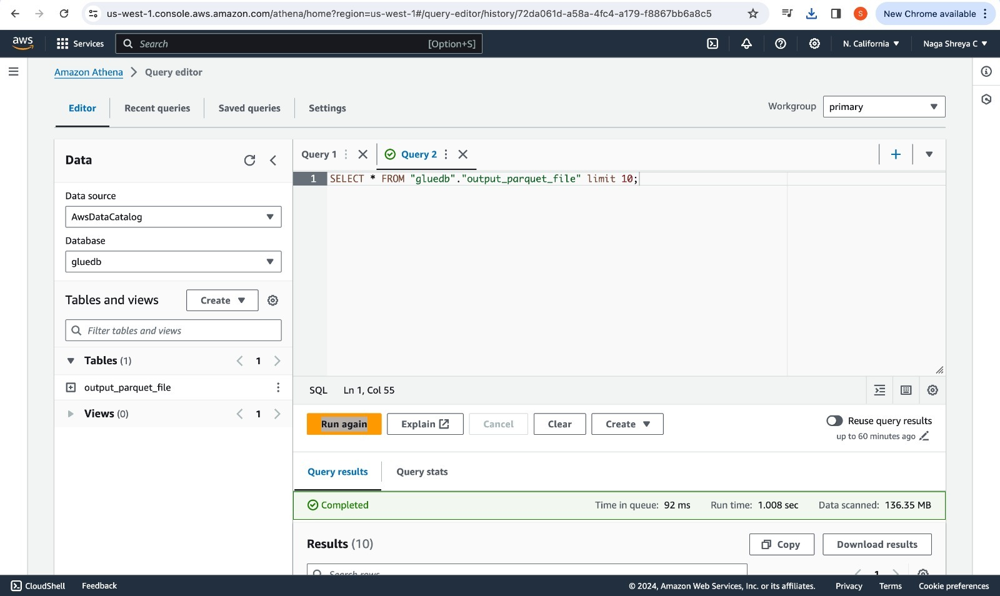 us-west-1.console.aws.amazon.com/athena/home?region=us-west-1#/query-editor/history/72da061d-a58a-4fc4-a179-f8867bb6a8c5
S
New Chrome available
aws
Services
Search
[Option+S]
N. California
Naga Shreya C
Amazon Athena
Query editor
Editor
Recent queries
Saved queries
Settings
Workgroup
primary
Data
Data source
AwsDataCatalog
Database
gluedb
Tables and views
Create
Filter tables and views
Tables (1)
1
output_parquet_file
Views (0)
1
Query 1
Query 2
1
SELECT * FROM "gluedb"."output_parquet_file" limit 10;
SQL
Ln 1, Col 55
Run again
Explain
Cancel
Clear
Create
Reuse query results
up to 60 minutes ago
Query results
Query stats
Completed
Time in queue: 92 ms
Run time: 1.008 sec
Data scanned: 136.35 MB
Results (10)
Copy
Download results
Search rows
1
CloudShell
Feedback
© 2024, Amazon Web Services, Inc. or its affiliates.
Privacy
Terms
Cookie preferences